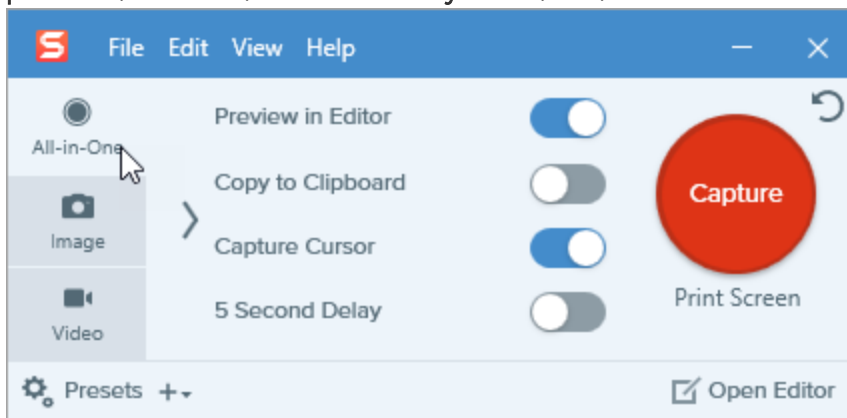 File Edit View Help
All-in-One
Image
Video
Preview in Editor
Copy to Clipboard
Capture Cursor
5 Second Delay
Capture
Print Screen
Presets
Open Editor